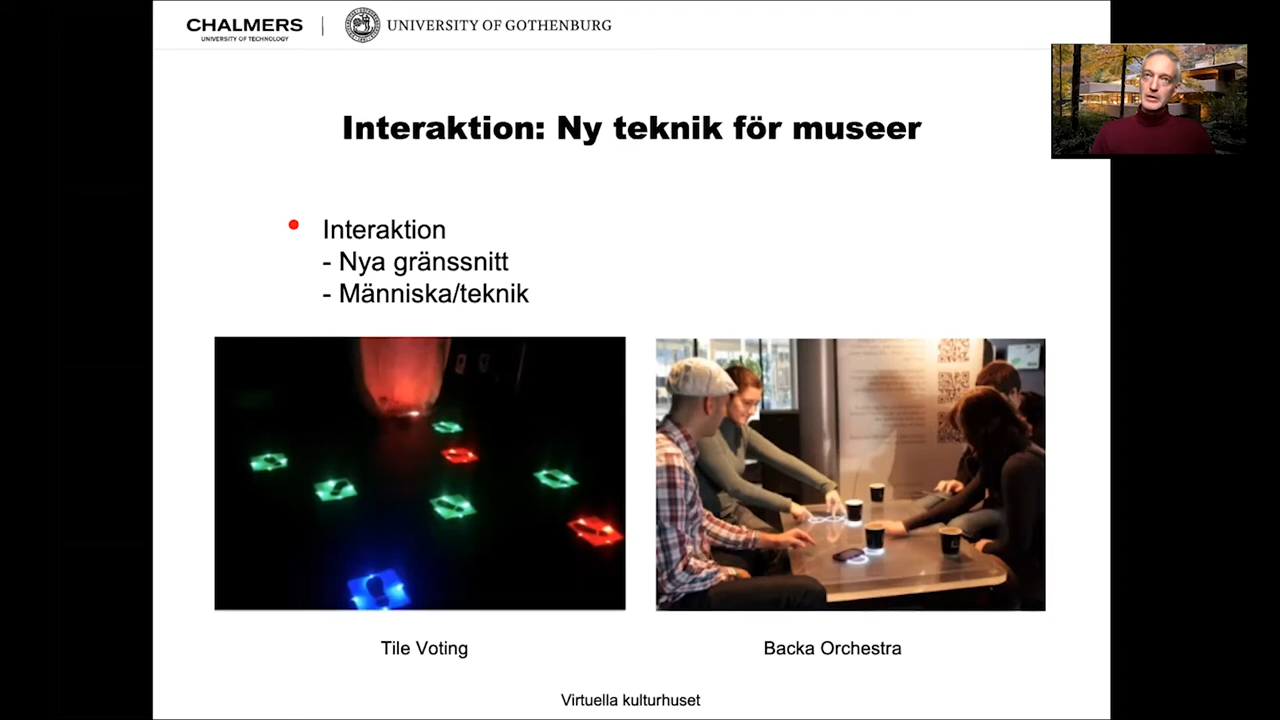 CHALMERS
UNIVERSITY OF TECHNOLOGY
UNIVERSITY OF GOTHENBURG
Interaktion: Ny teknik för museer
Interaktion
- Nya gränssnitt
- Människa/teknik
Tile Voting
Backa Orchestra
Virtuella kulturhuset